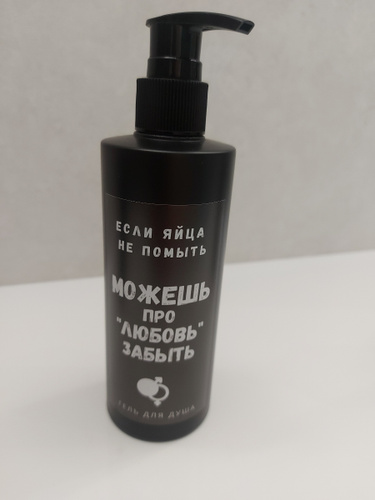 ЕСЛИ ЯЙЦА
НЕ ПОМЫТЬ
МОЖЕШЬ
ПРО
"ЛЮБОВЬ"
ЗАБЫТЬ
ГЕЛЬ ДЛЯ ДУША